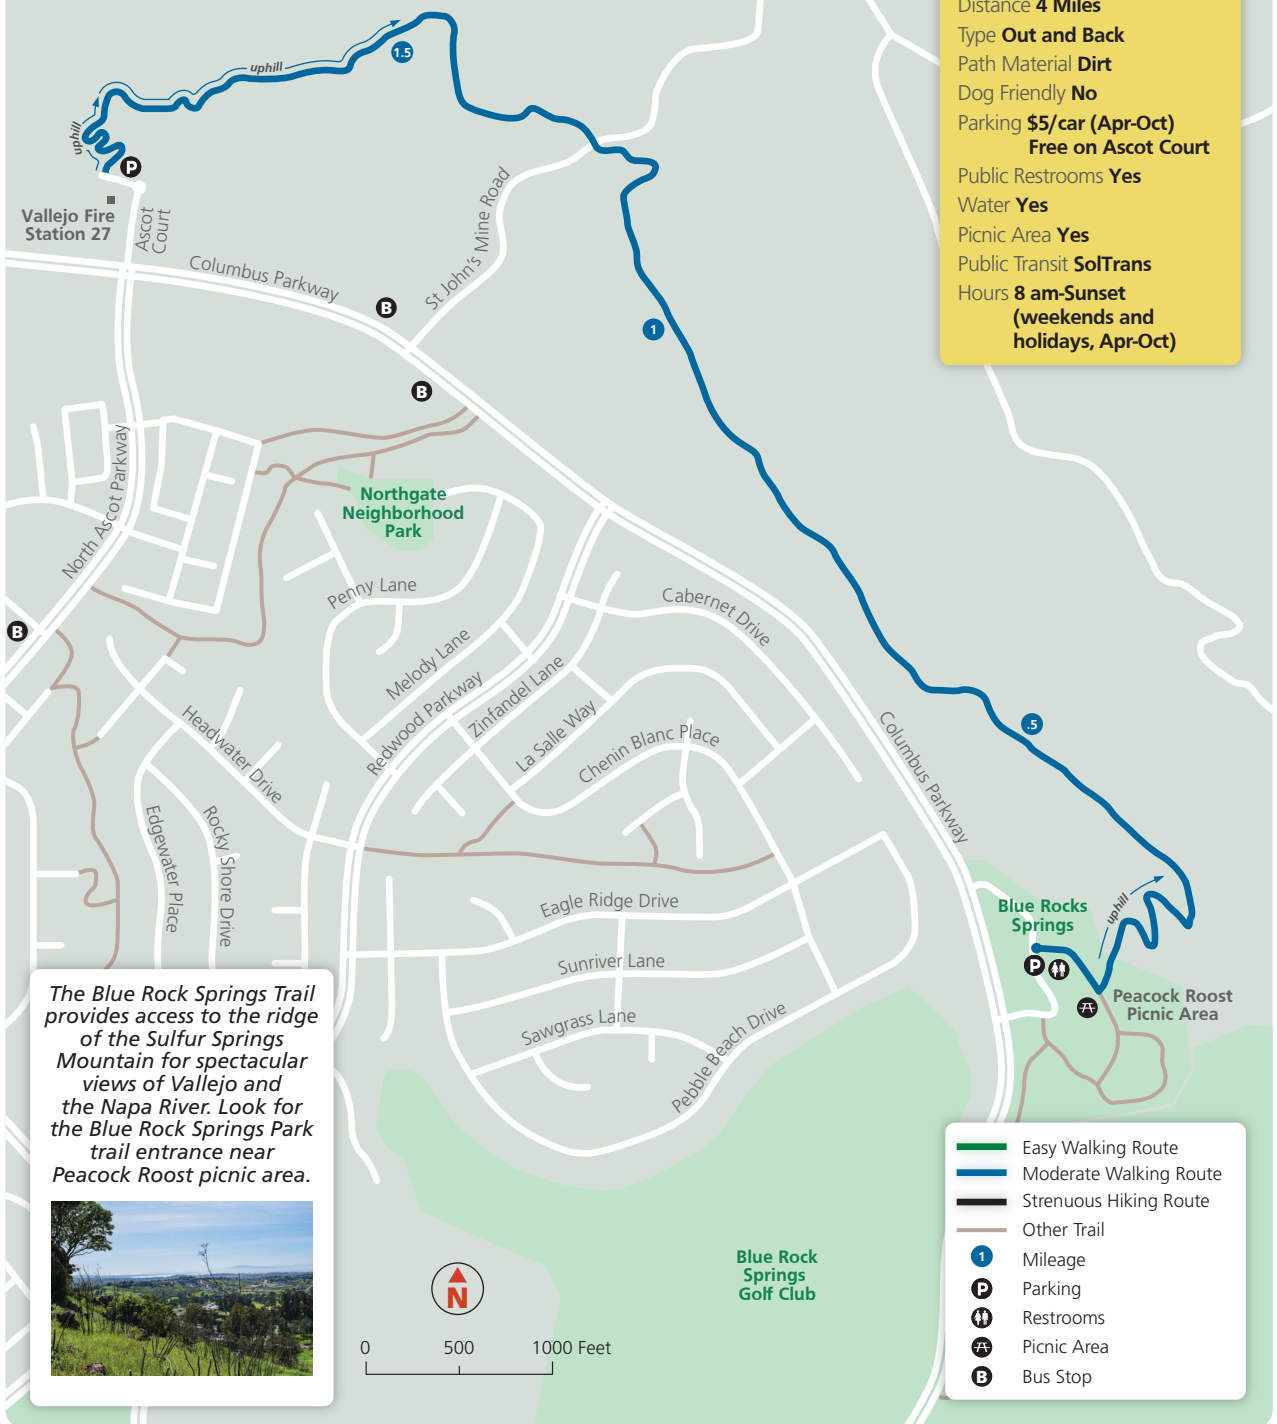 Distance 4 Miles
Type Out and Back
Path Material Dirt
Dog Friendly No
Parking $5/car (Apr-Oct)
Free on Ascot Court
Public Restrooms Yes
Water Yes
Picnic Area Yes
Public Transit SolTrans
Hours 8 am-Sunset
(weekends and
holidays, Apr-Oct)
uphill
1.5
uphill
P
Vallejo Fire
Station 27
Ascot
Court
Columbus Parkway
St John's Mine Road
B
1
B
North Ascot Parkway
Northgate
Neighborhood
Park
Penny Lane
Cabernet Drive
B
Melody Lane
Redwood Parkway
Zinfandel Lane
La Salle Way
Chenin Blanc Place
Columbus Parkway
.5
Headwater Drive
Edgewater Place
Rocky Shore Drive
Eagle Ridge Drive
Sunriver Lane
Sawgrass Lane
Pebble Beach Drive
uphill
Blue Rocks
Springs
P
Peacock Roost
Picnic Area
The Blue Rock Springs Trail
provides access to the ridge
of the Sulfur Springs
Mountain for spectacular
views of Vallejo and
the Napa River. Look for
the Blue Rock Springs Park
trail entrance near
Peacock Roost picnic area.
Blue Rock
Springs
Golf Club
N
0 500 1000 Feet
Easy Walking Route
Moderate Walking Route
Strenuous Hiking Route
Other Trail
1 Mileage
P Parking
Restrooms
Picnic Area
B Bus Stop